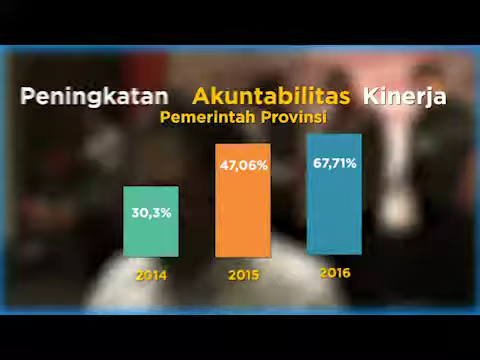 Peningkatan Akuntabilitas Kinerja
Pemerintah Provinsi
30,3% 47,06% 67,71%
2014 2015 2016